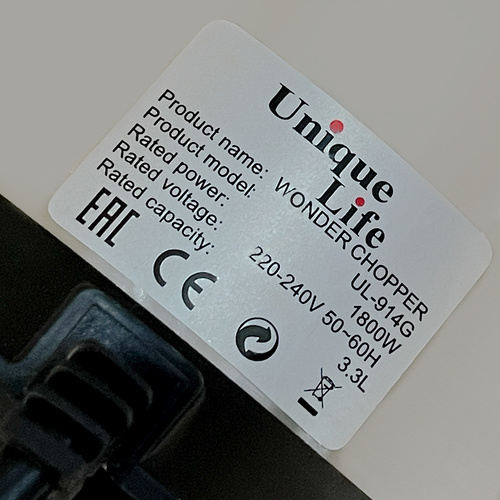 Unique
Life
Product name: WONDER CHOPPER
Product model: UL-914G
Rated power: 1800W
Rated voltage: 220-240V 50-60H
Rated capacity: 3.3L
EAC CE